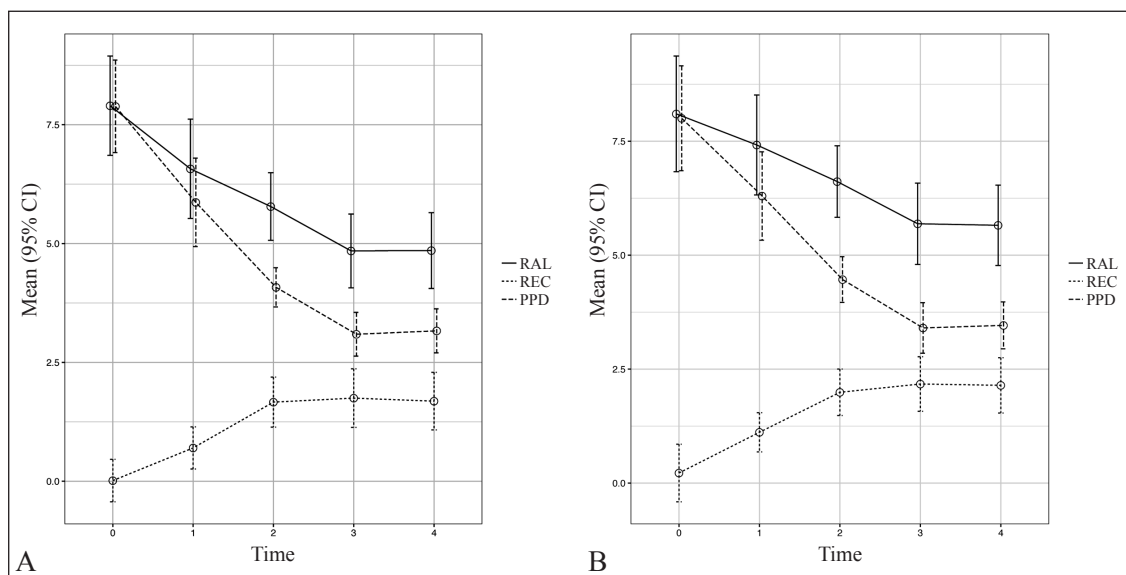 Mean (95% CI)
7.5
5.0
2.5
0.0
0 1 2 3 4
Time
A
RAL
REC
PPD
Mean (95% CI)
7.5
5.0
2.5
0.0
0 1 2 3 4
Time
B
RAL
REC
PPD